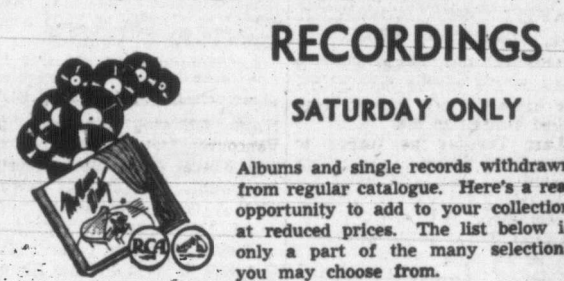 RECORDINGS
SATURDAY ONLY
Albums and single records withdrawn
from regular catalogue. Here's a rea
opportunity to add to your collection
at reduced prices. The list below i
only a part of the many selection
you may choose from.
RCA